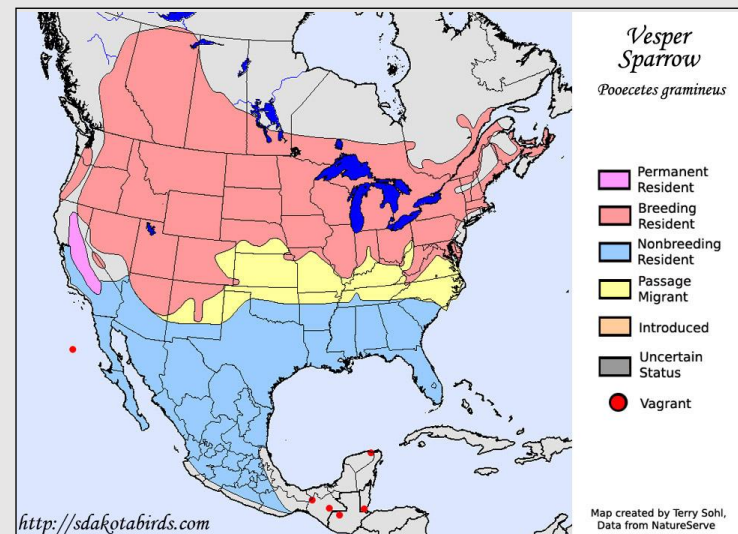 Vesper
Sparrow
Pooecetes gramineus
Permanent
Resident
Breeding
Resident
Nonbreeding
Resident
Passage
Migrant
Introduced
Uncertain
Status
Vagrant
Map created by Terry Sohl,
Data from NatureServe
http://sdakotabirds.com